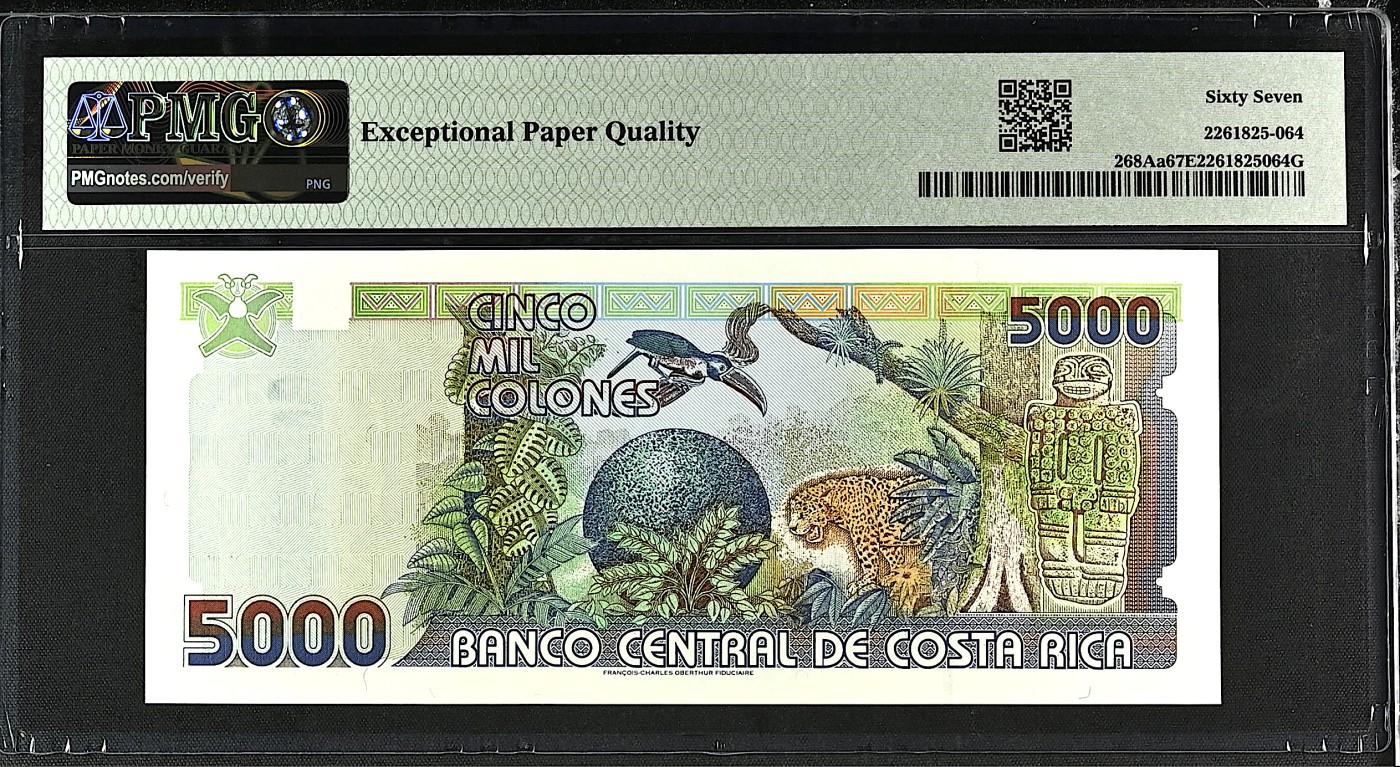 PMG
PAPER MONEY GUARANTY
PMGnotes.com/verify
PNG
Exceptional Paper Quality
Sixty Seven
2261825-064
268Aa67E2261825064G
CINCO
MIL
COLONES
5000
5000
BANCO CENTRAL DE COSTA RICA
FRANÇOIS-CHARLES OBERTHUR FIDUCIAIRE